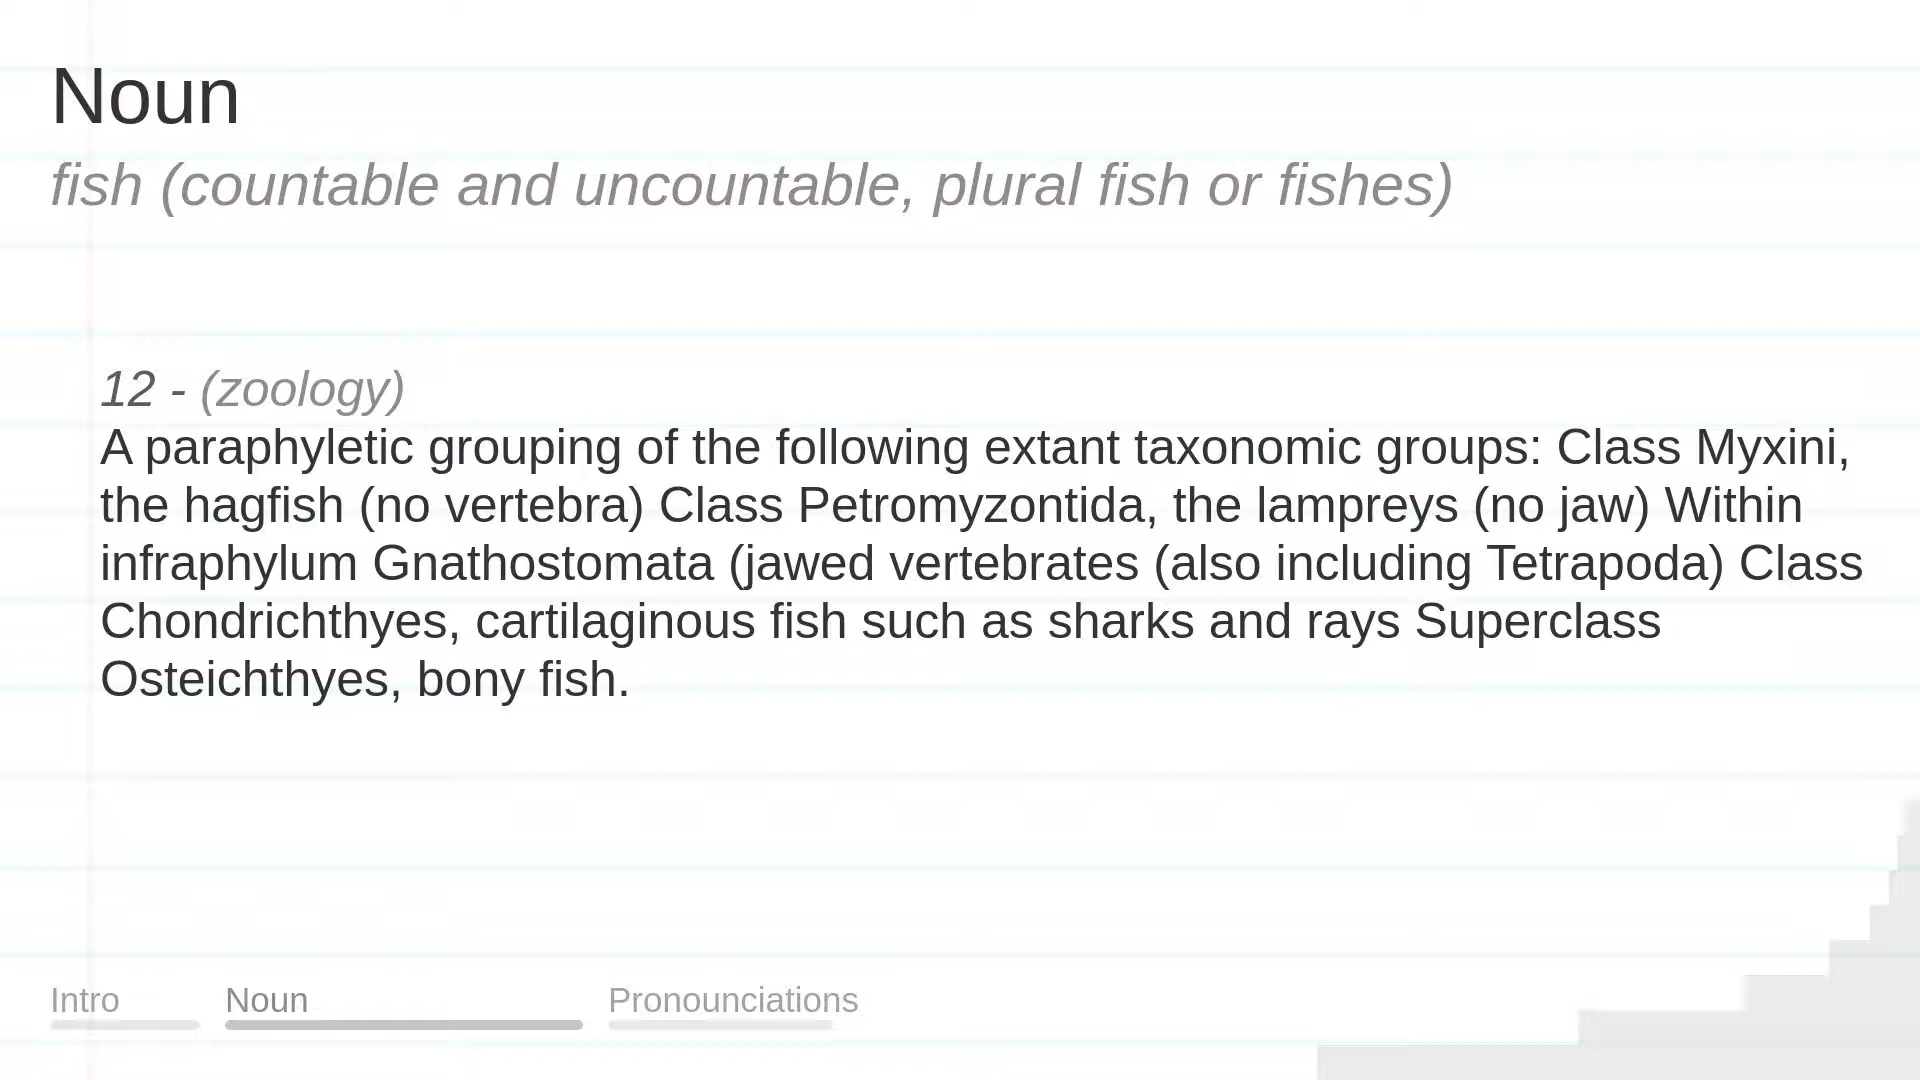 Noun
fish (countable and uncountable, plural fish or fishes)
12 - (zoology)
A paraphyletic grouping of the following extant taxonomic groups: Class Myxini,
the hagfish (no vertebra) Class Petromyzontida, the lampreys (no jaw) Within
infraphylum Gnathostomata (jawed vertebrates (also including Tetrapoda) Class
Chondrichthyes, cartilaginous fish such as sharks and rays Superclass
Osteichthyes, bony fish.
Intro Noun Pronounciations